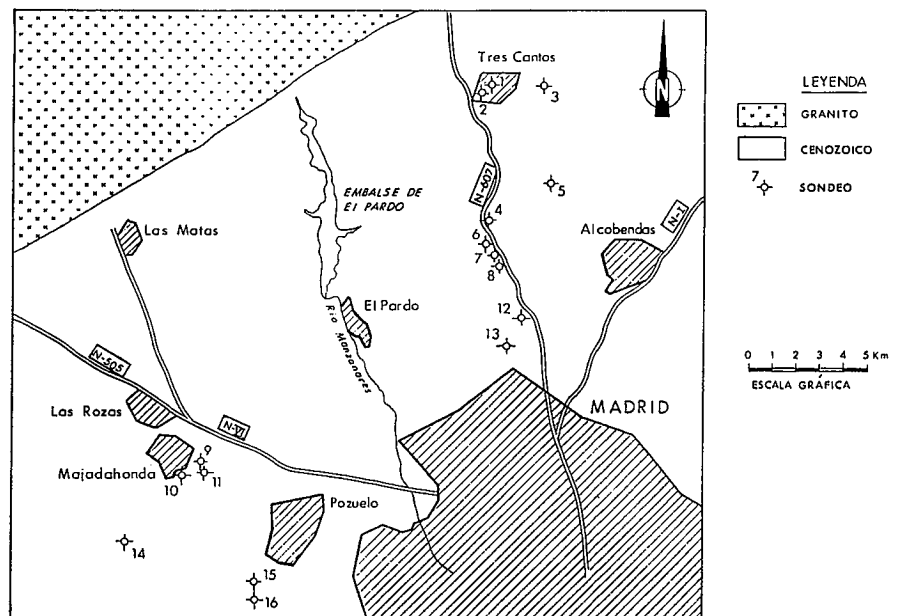 Tres Cantos
1
2
3
N
LEYENDA
GRANITO
CENOZOICO
7
SONDEO
5
N-607
4
EMBALSE DE
EL PARDO
Las Matas
N-I
Alcobendas
6
7
8
El Pardo
Río Manzanares
12
13
0 1 2 3 4 5 Km
ESCALA GRÁFICA
N-505
Las Rozas
MADRID
N-VI
Majadahonda
9
10
11
Pozuelo
14
15
16